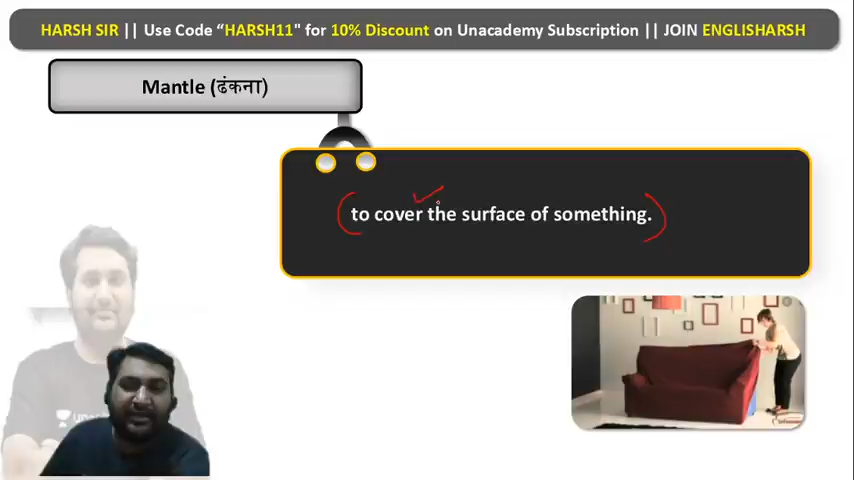 HARSH SIR || Use Code “HARSH11" for 10% Discount on Unacademy Subscription || JOIN ENGLISHARSH
Mantle (ढंकना)
to cover the surface of something.